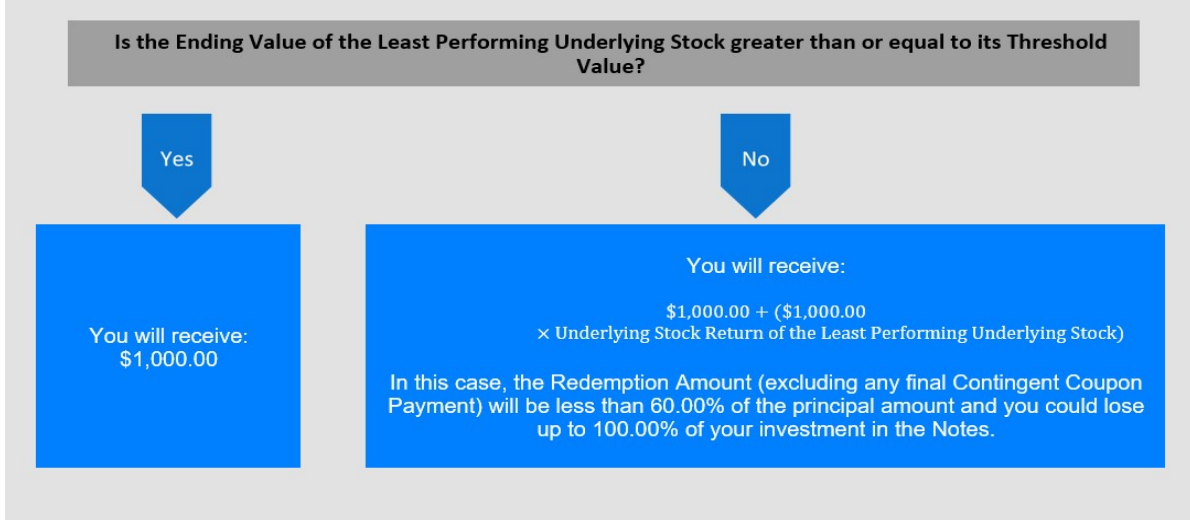 Is the Ending Value of the Least Performing Underlying Stock greater than or equal to its Threshold
Value?
Yes
No
You will receive:
$1,000.00
You will receive:
$1,000.00 + ($1,000.00
× Underlying Stock Return of the Least Performing Underlying Stock)
In this case, the Redemption Amount (excluding any final Contingent Coupon
Payment) will be less than 60.00% of the principal amount and you could lose
up to 100.00% of your investment in the Notes.